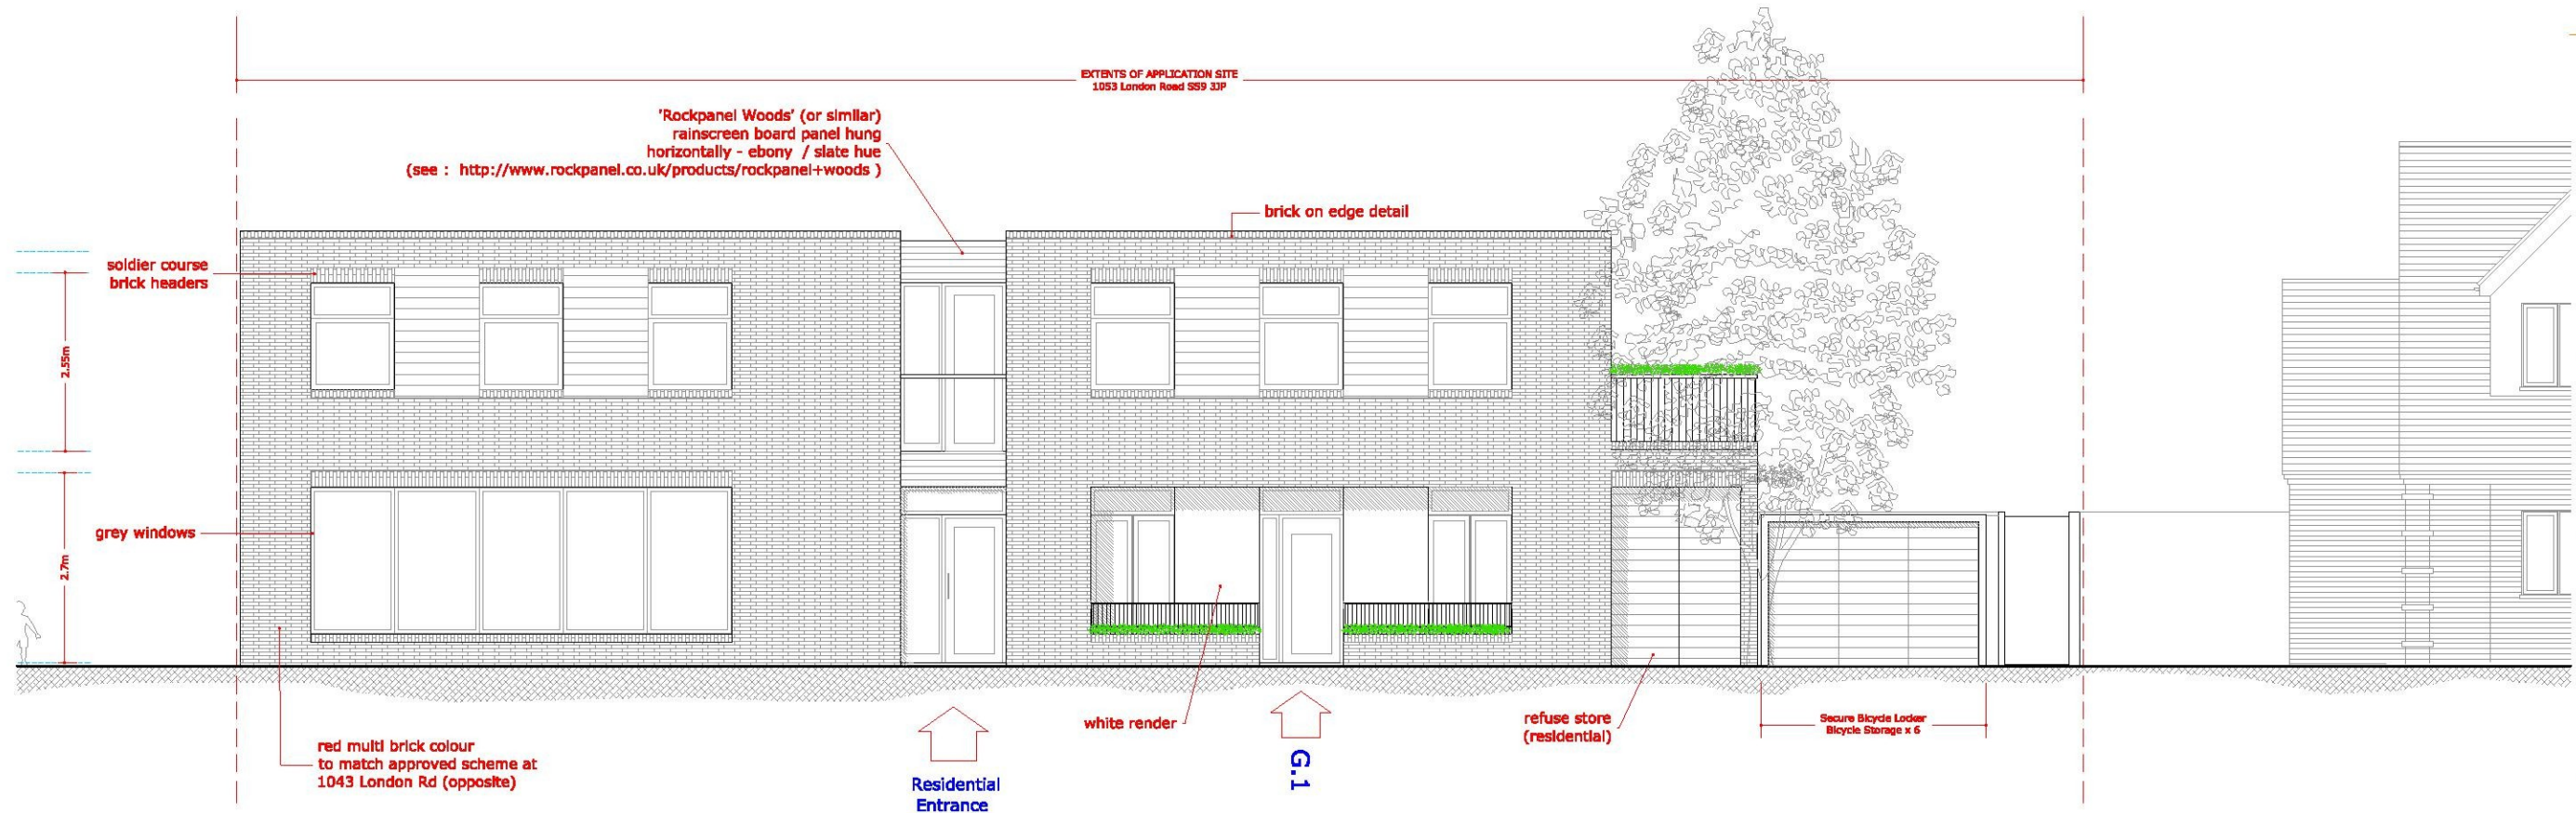 EXTENTS OF APPLICATION SITE
1053 London Road SS9 3JP
'Rockpanel Woods' (or similar)
rainscreen board panel hung
horizontally - ebony / slate hue
(see : http://www.rockpanel.co.uk/products/rockpanel+woods )
brick on edge detail
soldier course
brick headers
2.55m
grey windows
2.7m
red multi brick colour
to match approved scheme at
1043 London Rd (opposite)
Residential
Entrance
white render
G.1
refuse store
(residential)
Secure Bicycle Locker
Bicycle Storage x 6